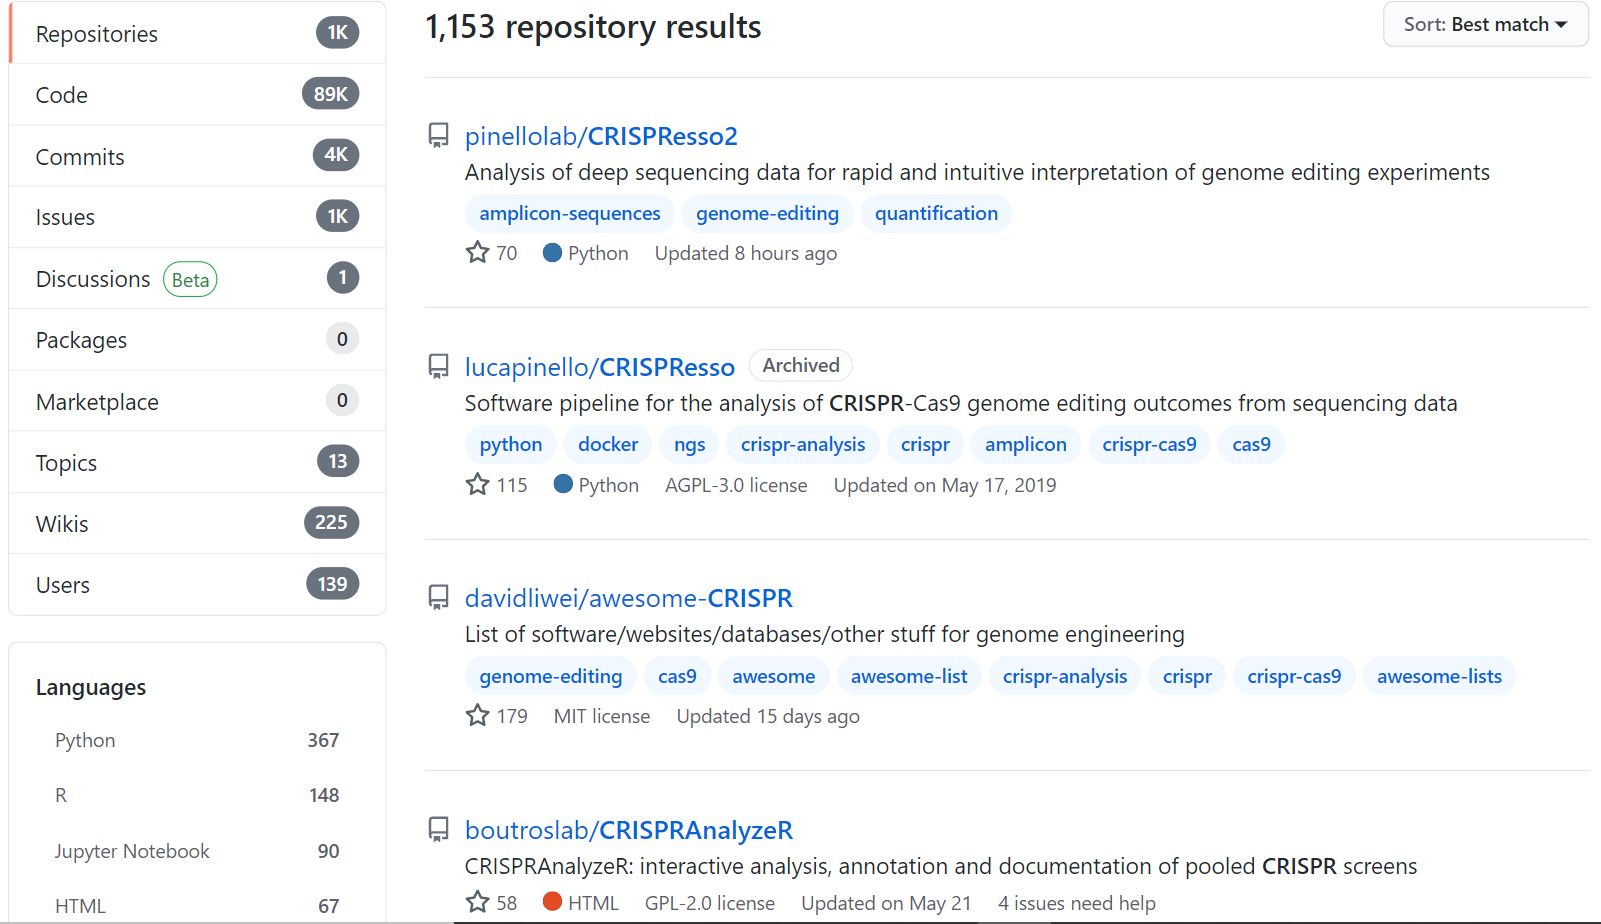 Repositories 1K
Code 89K
Commits 4K
Issues 1K
Discussions Beta 1
Packages 0
Marketplace 0
Topics 13
Wikis 225
Users 139
Languages
Python 367
R 148
Jupyter Notebook 90
HTML 67
1,153 repository results
Sort: Best match
pinellolab/CRISPResso2
Analysis of deep sequencing data for rapid and intuitive interpretation of genome editing experiments
amplicon-sequences genome-editing quantification
70 Python Updated 8 hours ago
lucapinello/CRISPResso Archived
Software pipeline for the analysis of CRISPR-Cas9 genome editing outcomes from sequencing data
python docker ngs crispr-analysis crispr amplicon crispr-cas9 cas9
115 Python AGPL-3.0 license Updated on May 17, 2019
davidliwei/awesome-CRISPR
List of software/websites/databases/other stuff for genome engineering
genome-editing cas9 awesome awesome-list crispr-analysis crispr crispr-cas9 awesome-lists
179 MIT license Updated 15 days ago
boutroslab/CRISPRAnalyzeR
CRISPRAnalyzeR: interactive analysis, annotation and documentation of pooled CRISPR screens
58 HTML GPL-2.0 license Updated on May 21 4 issues need help